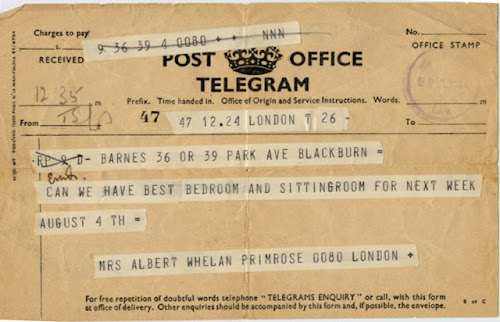 Charges to pay
9 36 39 4 0080 + + NNN
No.
OFFICE STAMP
RECEIVED
POST OFFICE
TELEGRAM
Prefix. Time handed in. Office of Origin and Service Instructions. Words.
12 35 m
From
To
m
47
47 12.24 LONDON T 26 -
BARNES 36 OR 39 PARK AVE BLACKBURN =
CAN WE HAVE BEST BEDROOM AND SITTINGROOM FOR NEXT WEEK
AUGUST 4 TH =
MRS ALBERT WHELAN PRIMROSE 0080 LONDON +
For free repetition of doubtful words telephone "TELEGRAMS ENQUIRY" or call, with this form
at office of delivery. Other enquiries should be accompanied by this form and, if possible, the envelope.
B or C